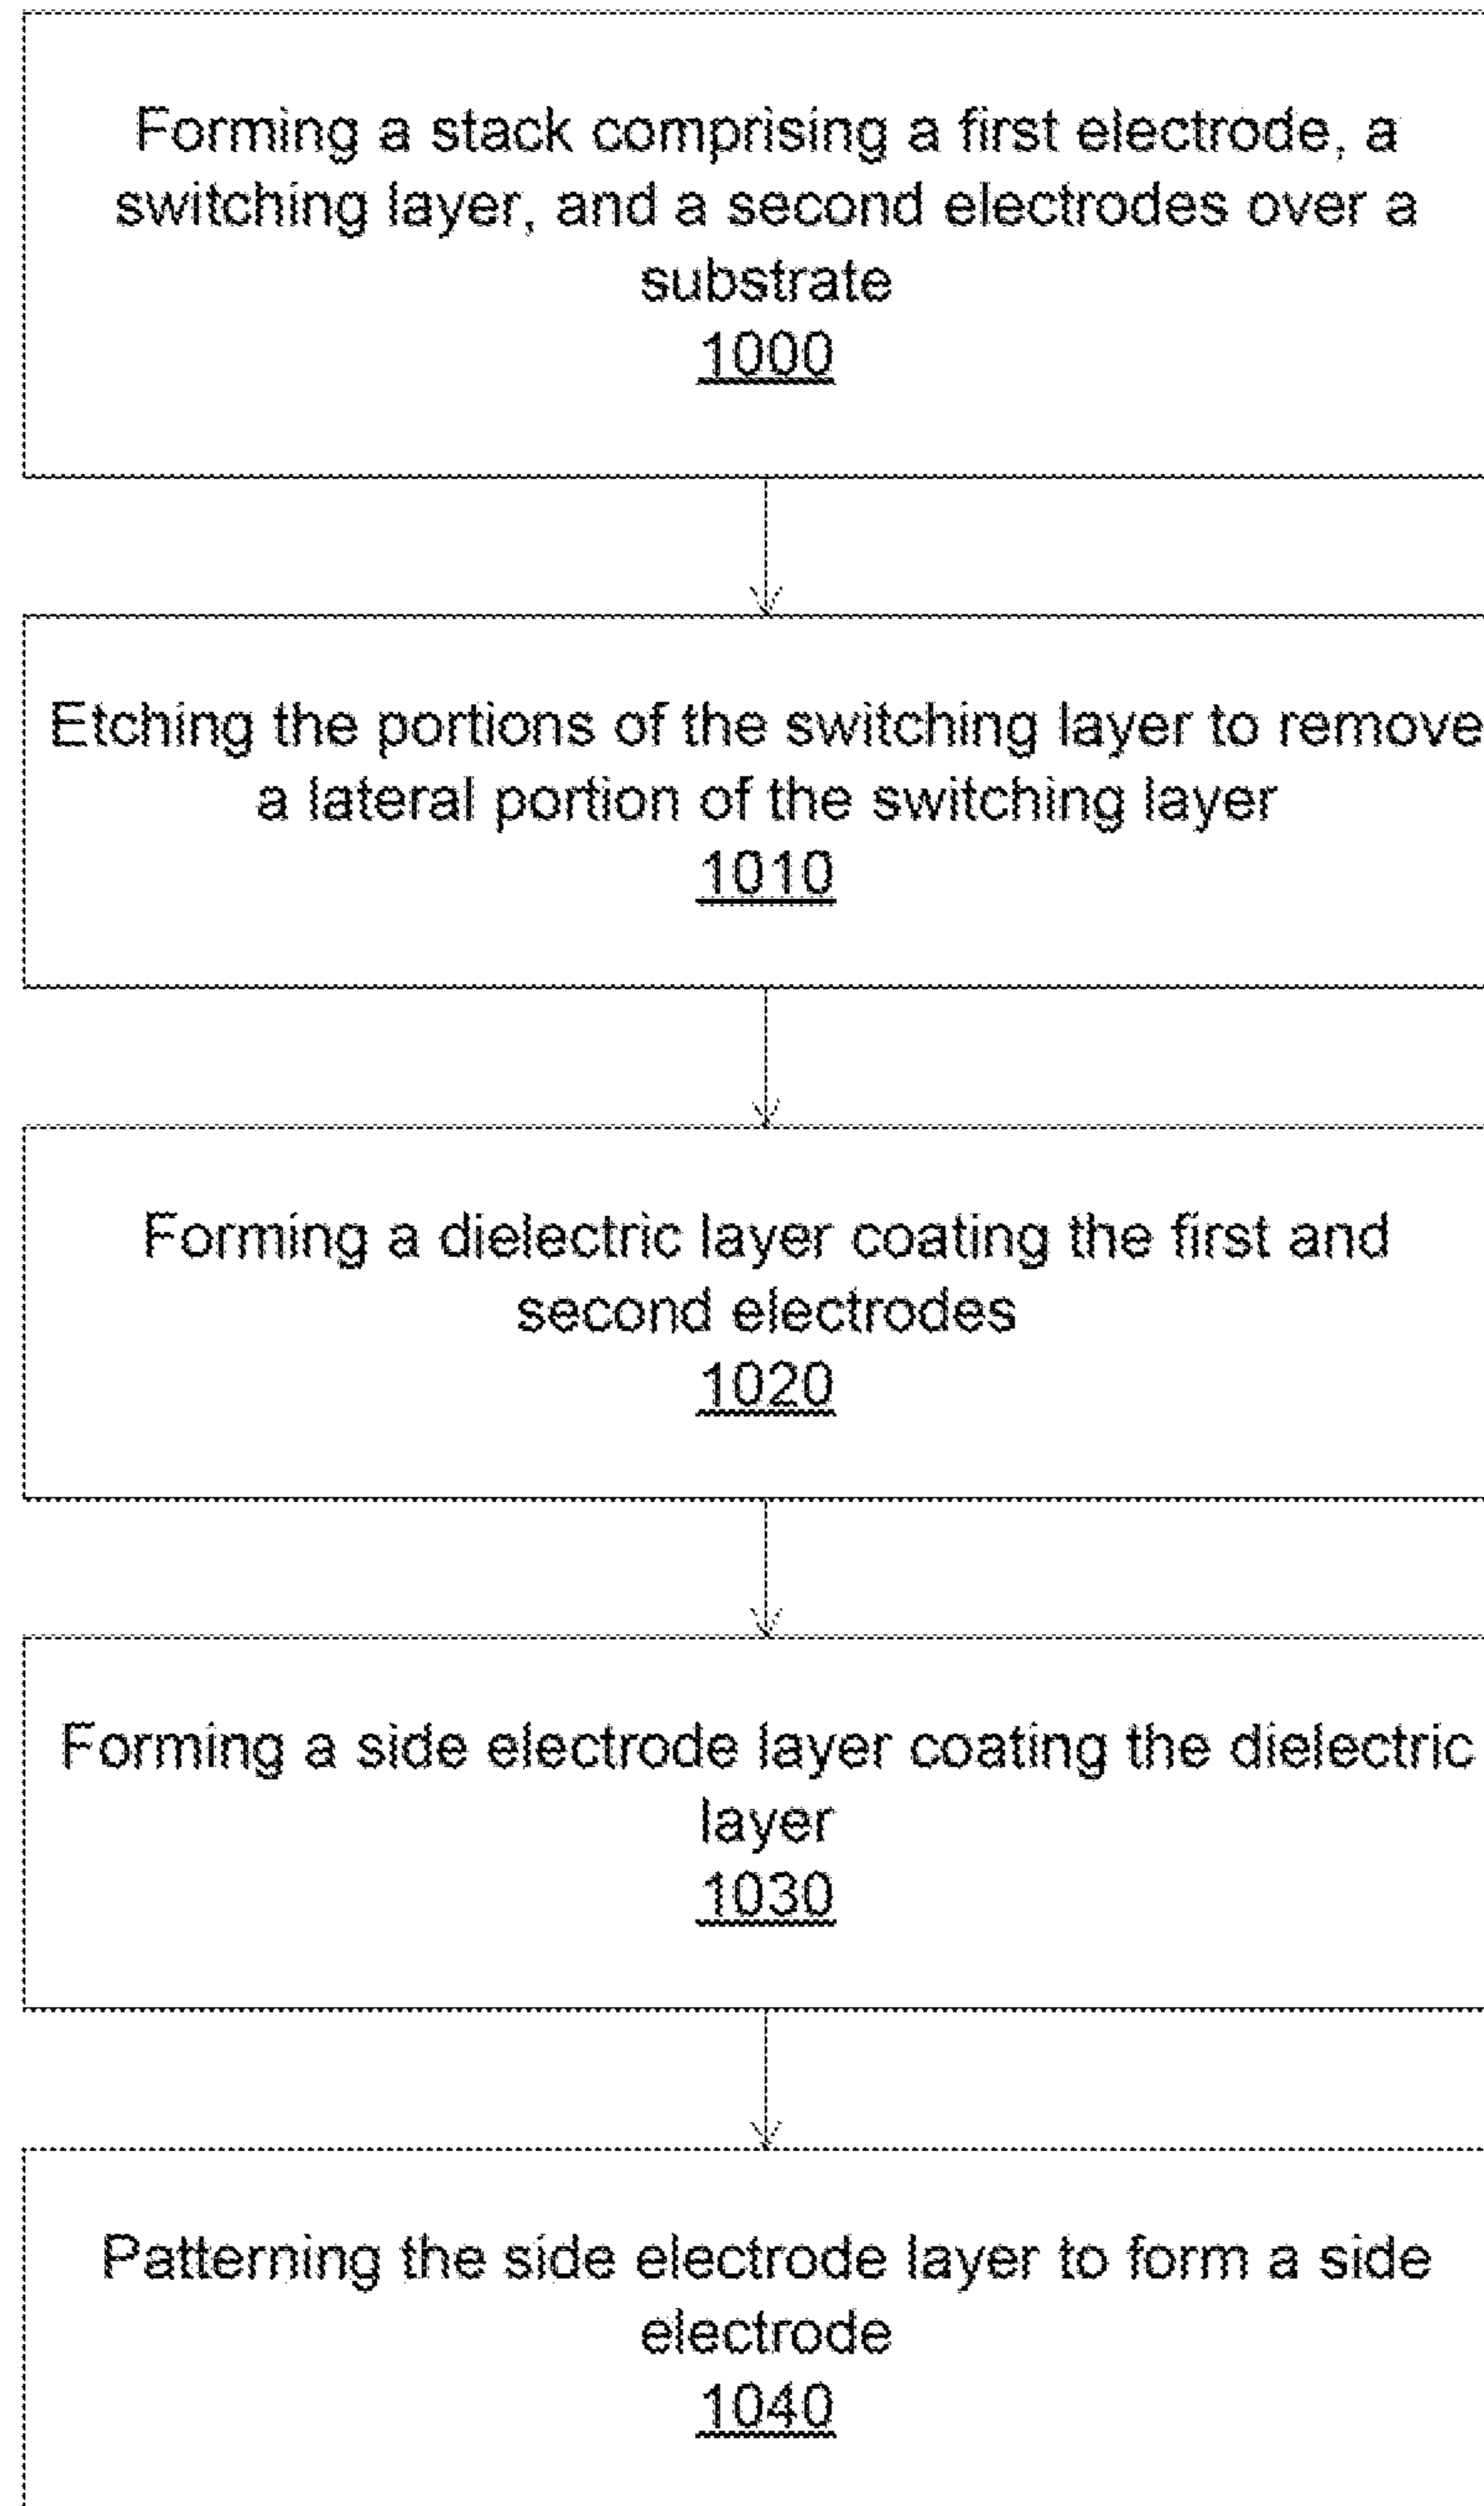 Forming a stack comprising a first electrode, a
switching layer, and a second electrodes over a
substrate
1000
Etching the portions of the switching layer to remove
a lateral portion of the switching layer
1010
Forming a dielectric layer coating the first and
second electrodes
1020
Forming a side electrode layer coating the dielectric
layer
1030
Patterning the side electrode layer to form a side
electrode
1040